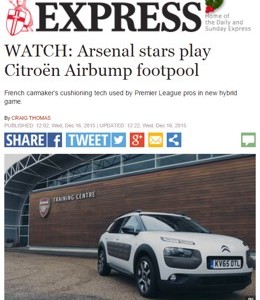 EXPRESS
Home of
the Daily and
Sunday Express
WATCH: Arsenal stars play
Citroën Airbump footpool
French carmaker's cushioning tech used by Premier League pros in new hybrid
game.
By CRAIG THOMAS
PUBLISHED: 12:02, Wed, Dec 16, 2015 | UPDATED: 12:22, Wed, Dec 16, 2015
SHARE TWEET
TRAINING CENTRE
KV65 OTL